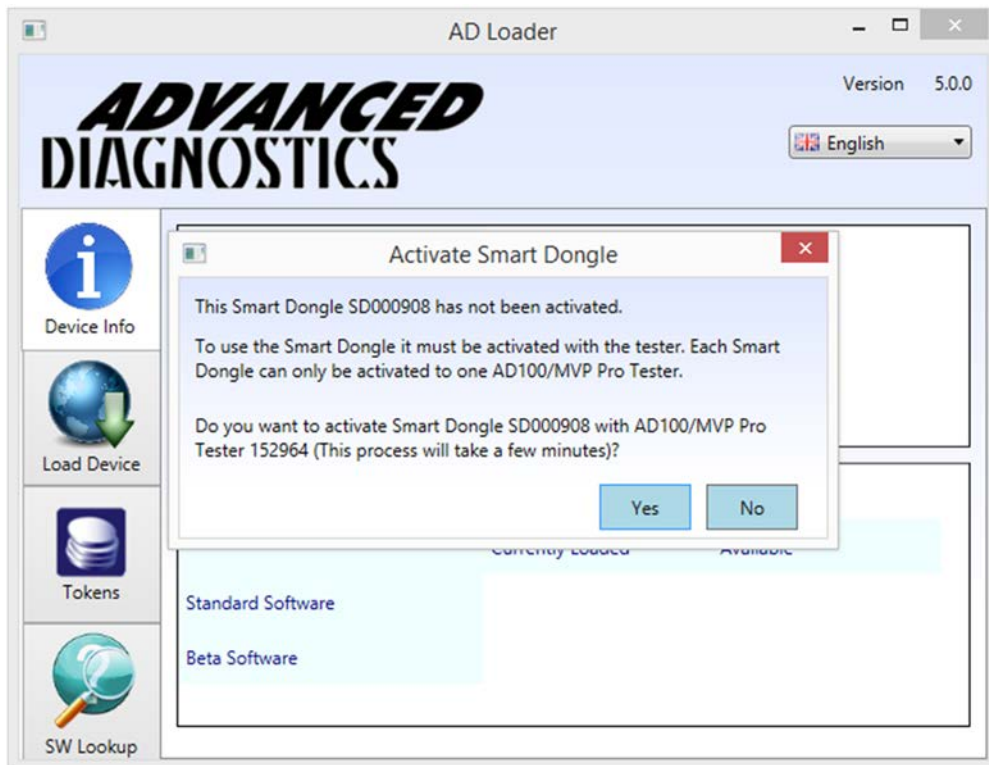 AD Loader
Version 5.0.0
ADVANCED
DIAGNOSTICS
English
Device Info
Load Device
Tokens
SW Lookup
Activate Smart Dongle
This Smart Dongle SD000908 has not been activated.
To use the Smart Dongle it must be activated with the tester. Each Smart
Dongle can only be activated to one AD100/MVP Pro Tester.
Do you want to activate Smart Dongle SD000908 with AD100/MVP Pro
Tester 152964 (This process will take a few minutes)?
Yes No
Currently Loaded Available
Standard Software
Beta Software